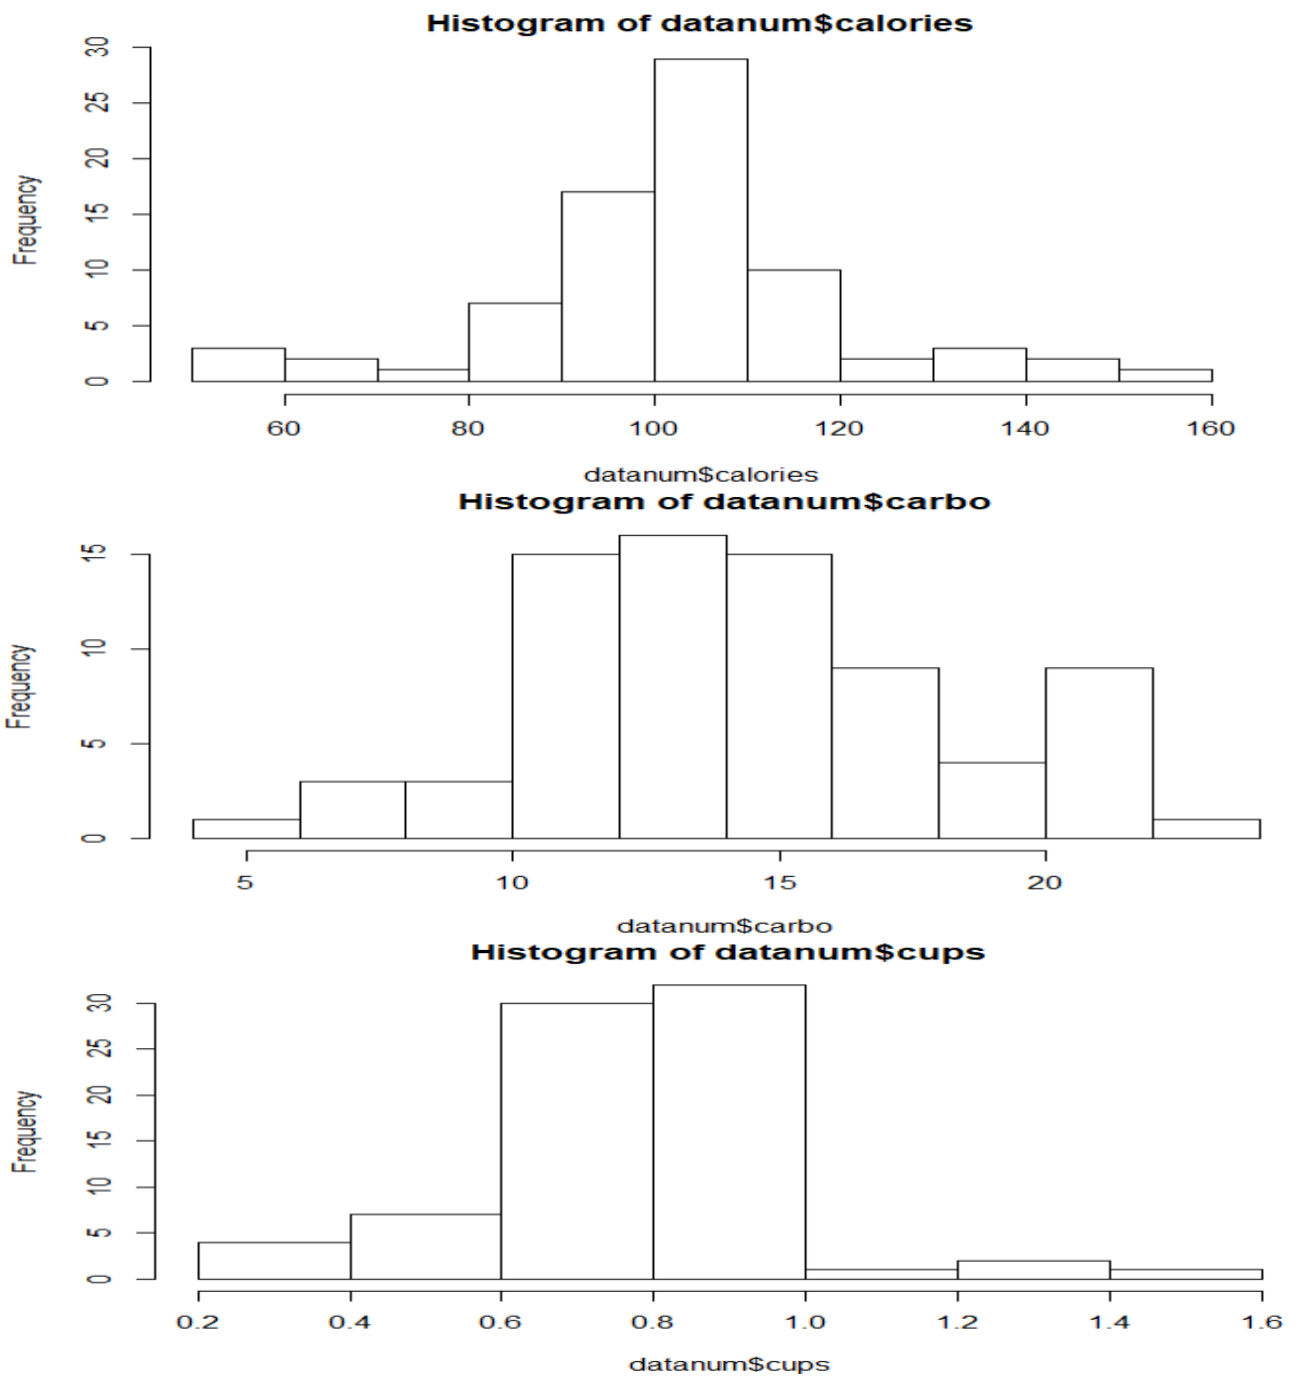 Histogram of datanum$calories
Frequency
30
25
20
15
10
5
0
60 80 100 120 140 160
datanum$calories
Histogram of datanum$carbo
Frequency
15
10
5
0
5 10 15 20
datanum$carbo
Histogram of datanum$cups
Frequency
30
25
20
15
10
5
0
0.2 0.4 0.6 0.8 1.0 1.2 1.4 1.6
datanum$cups